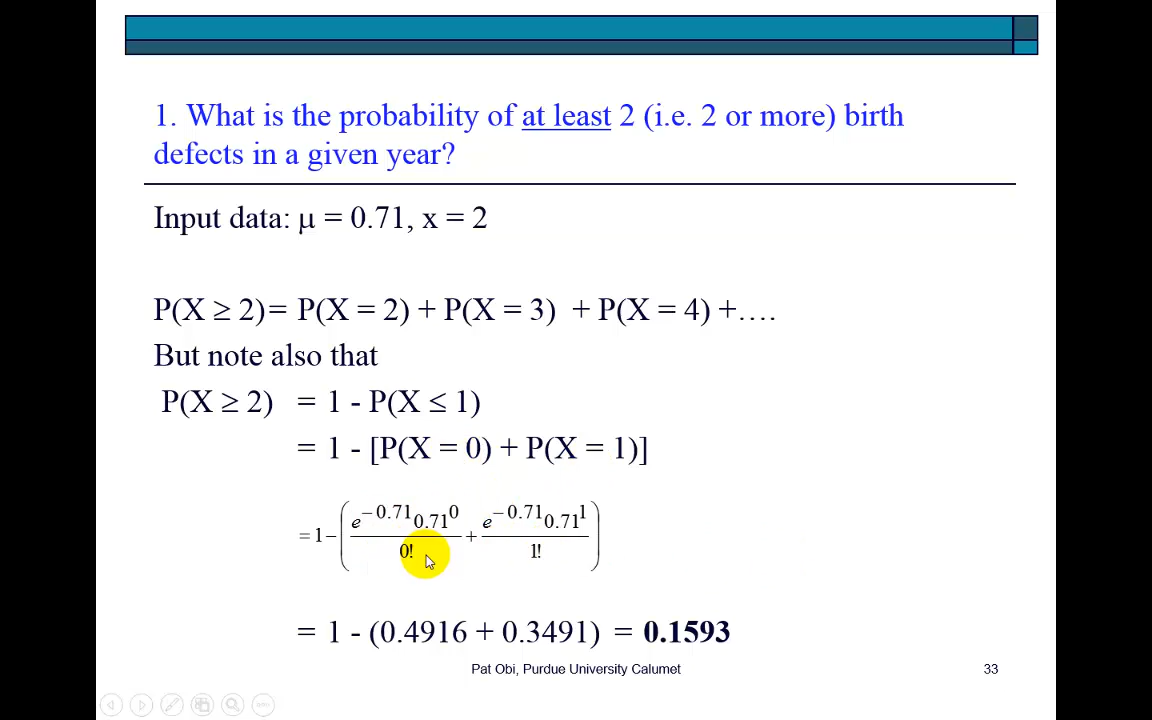 1. What is the probability of at least 2 (i.e. 2 or more) birth
defects in a given year?
Input data: μ = 0.71, x = 2
P(X ≥ 2) = P(X = 2) + P(X = 3) + P(X = 4) +….
But note also that
P(X ≥ 2) = 1 - P(X ≤ 1)
= 1 - [P(X = 0) + P(X = 1)]
= 1 − ( e^−0.71 0.71^0 / 0! + e^−0.71 0.71^1 / 1! )
= 1 - (0.4916 + 0.3491) = 0.1593
Pat Obi, Purdue University Calumet 33